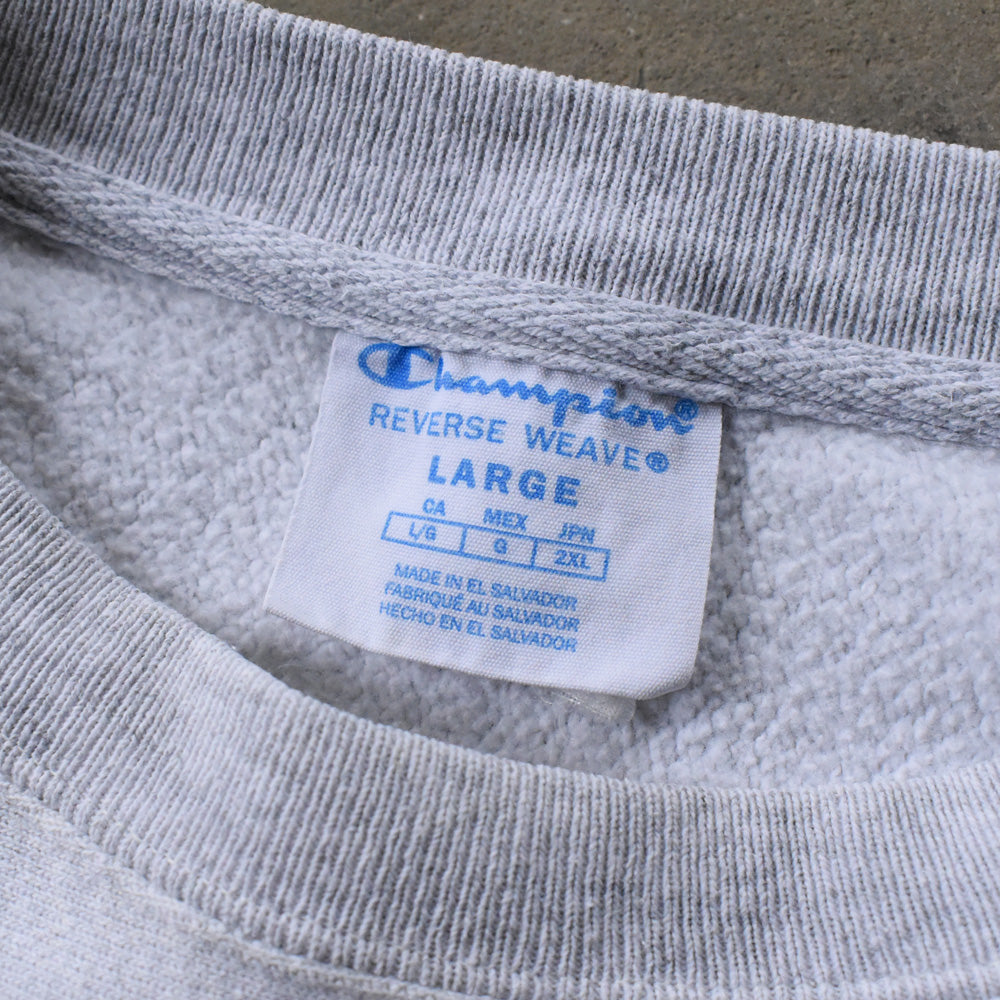 Champion®
REVERSE WEAVE®
LARGE
CA MEX JPN
L/G G 2XL
MADE IN EL SALVADOR
FABRIQUÉ AU SALVADOR
HECHO EN EL SALVADOR